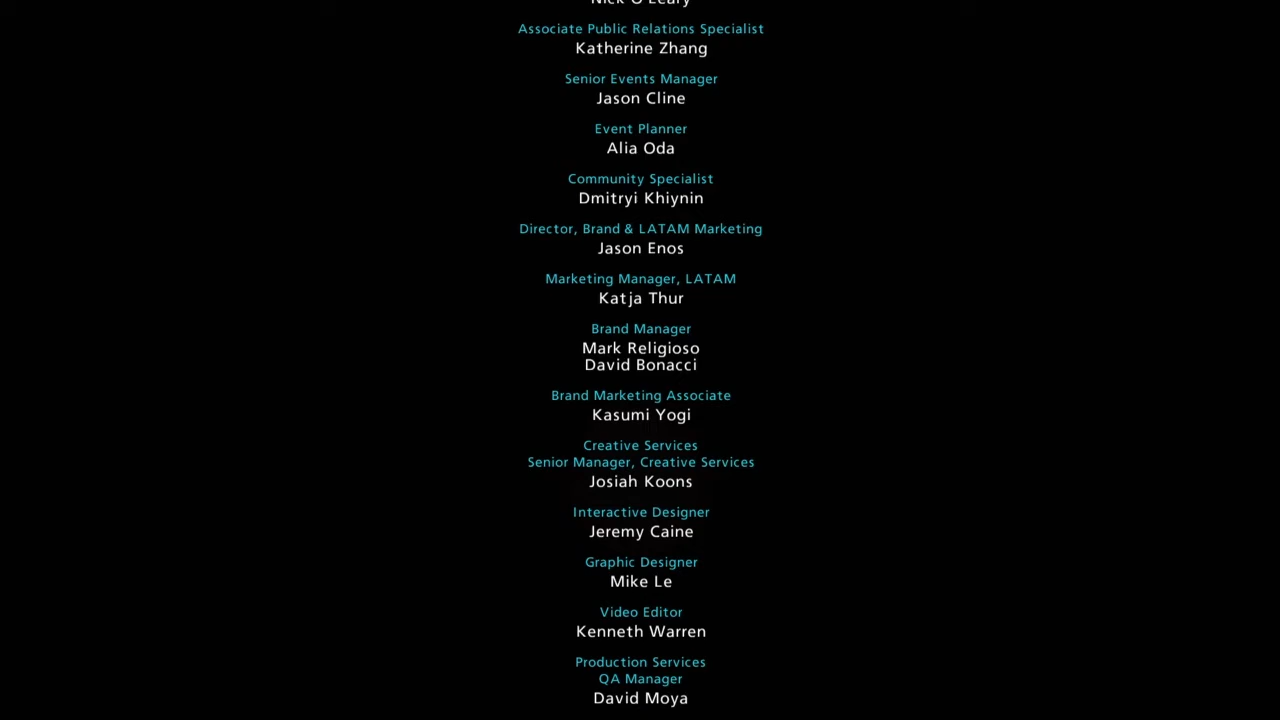 Nick O'Leary
Associate Public Relations Specialist
Katherine Zhang
Senior Events Manager
Jason Cline
Event Planner
Alia Oda
Community Specialist
Dmitryi Khiynin
Director, Brand & LATAM Marketing
Jason Enos
Marketing Manager, LATAM
Katja Thur
Brand Manager
Mark Religioso
David Bonacci
Brand Marketing Associate
Kasumi Yogi
Creative Services
Senior Manager, Creative Services
Josiah Koons
Interactive Designer
Jeremy Caine
Graphic Designer
Mike Le
Video Editor
Kenneth Warren
Production Services
QA Manager
David Moya